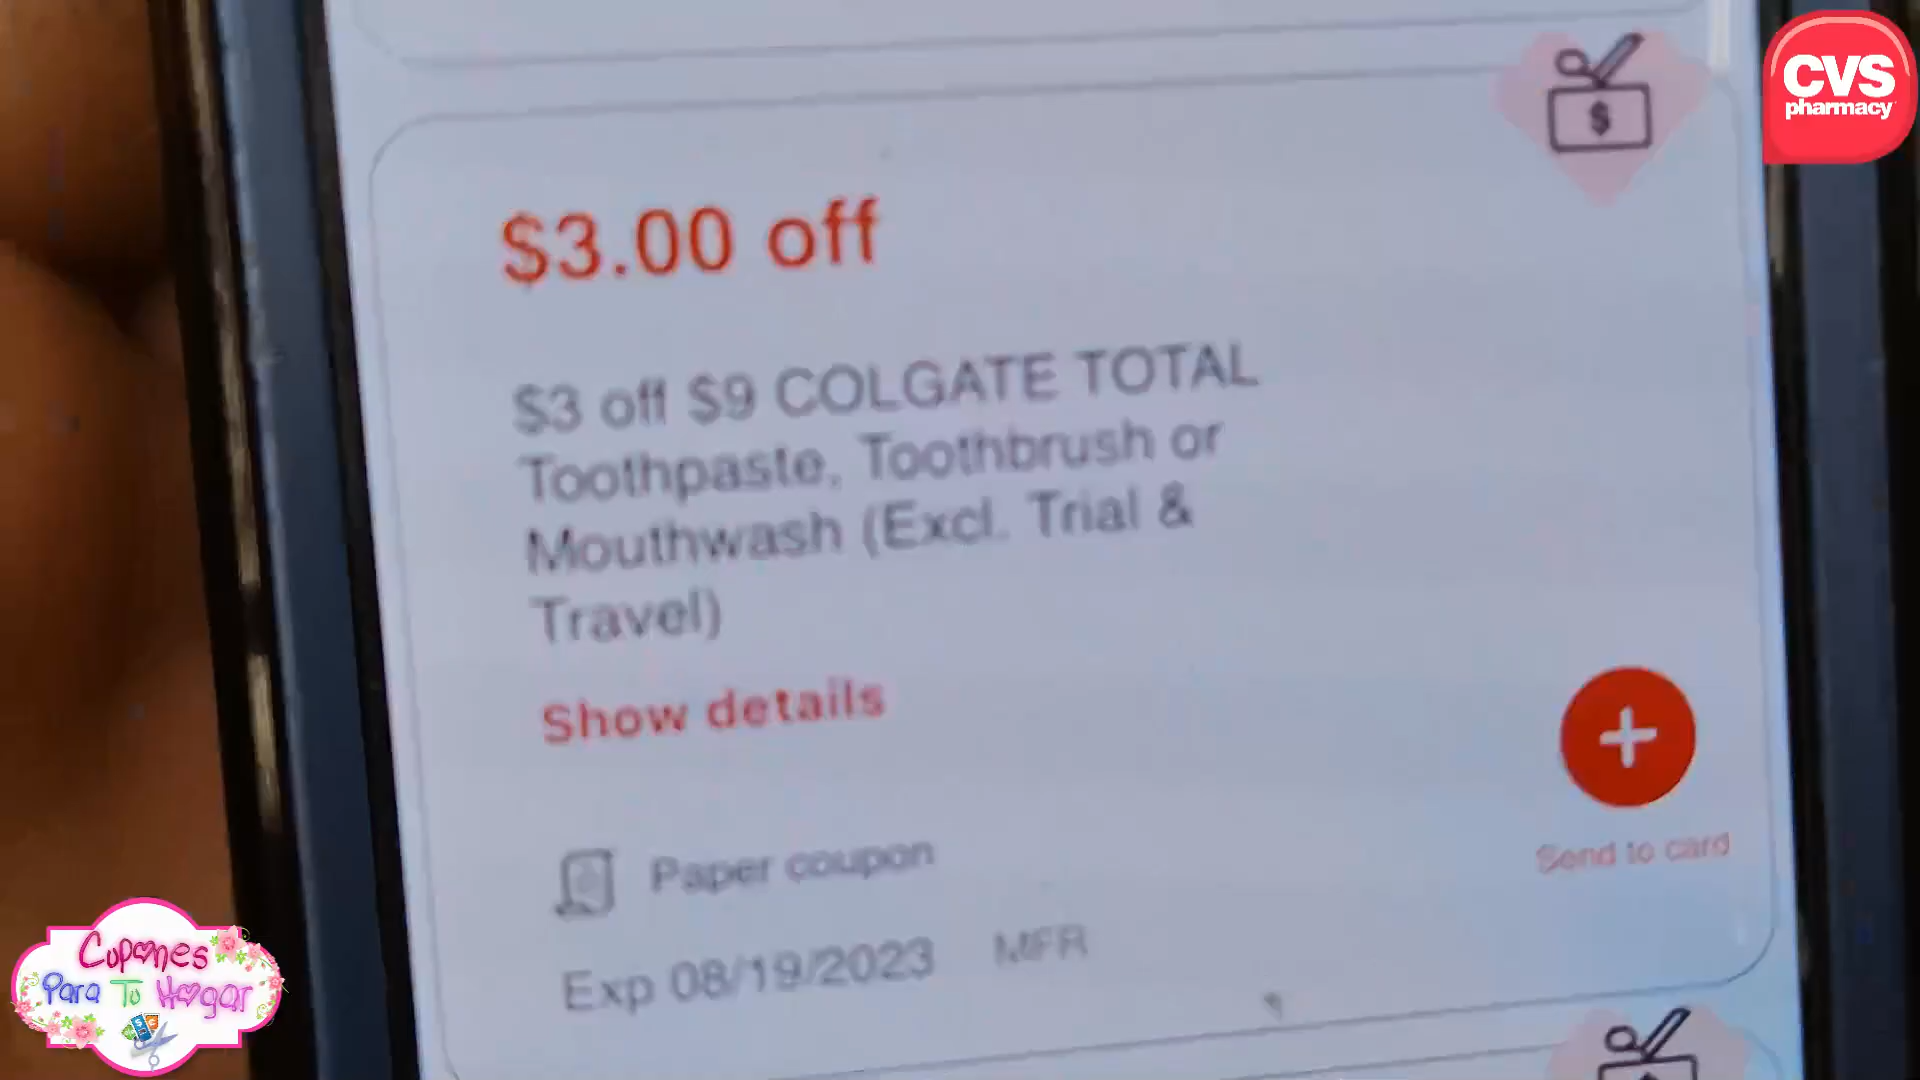 CVS
pharmacy
$
$3.00 off
$3 off $9 COLGATE TOTAL
Toothpaste, Toothbrush or
Mouthwash (Excl. Trial &
Travel)
Show details
Send to card
Paper coupon
Exp 08/19/2023 MFR
Cupones
Para Tu Hogar